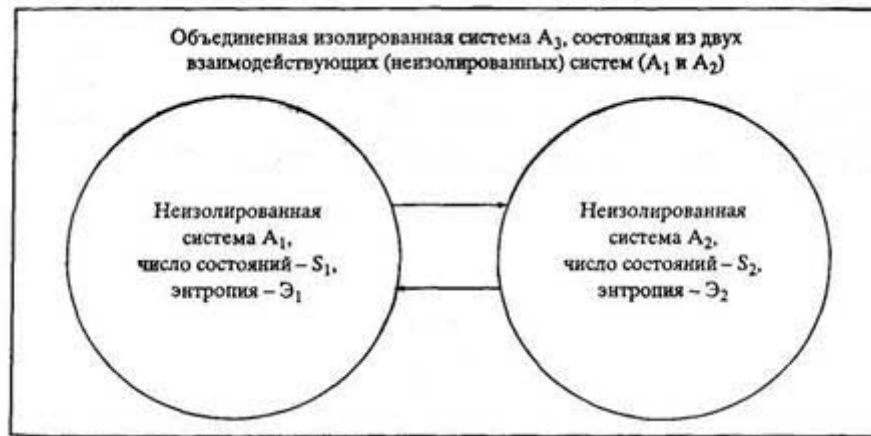 Объединенная изолированная система А₃, состоящая из двух
взаимодействующих (неизолированных) систем (А₁ и А₂)
Неизолированная
система А₁,
число состояний – S₁,
энтропия – Э₁
Неизолированная
система А₂,
число состояний – S₂,
энтропия – Э₂